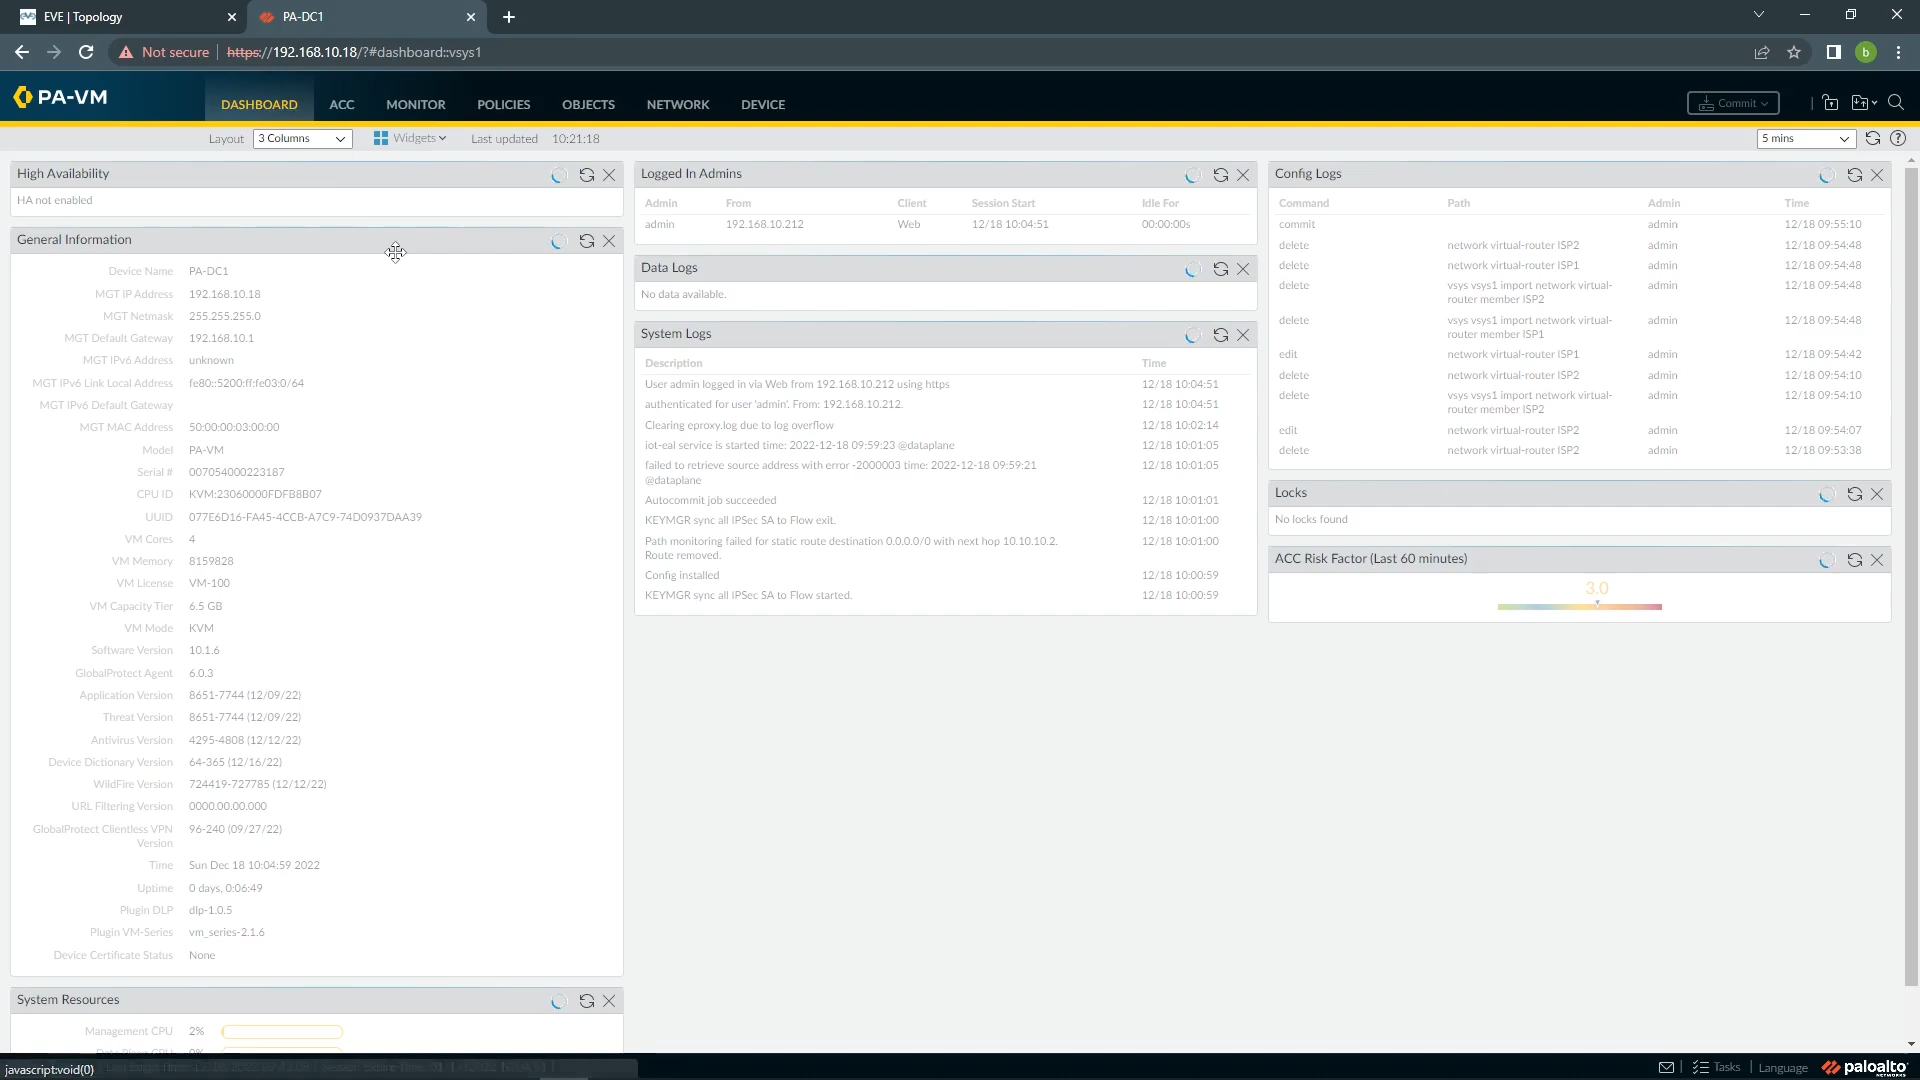 EVE | Topology
PA-DC1
Not secure
https://192.168.10.18/?#dashboard::vsys1
b
PA-VM
DASHBOARD
ACC
MONITOR
POLICIES
OBJECTS
NETWORK
DEVICE
Commit
Layout
3 Columns
Widgets
Last updated
10:21:18
5 mins
High Availability
HA not enabled
General Information
Device Name PA-DC1
MGT IP Address 192.168.10.18
MGT Netmask 255.255.255.0
MGT Default Gateway 192.168.10.1
MGT IPv6 Address unknown
MGT IPv6 Link Local Address fe80::5200:ff:fe03:0/64
MGT IPv6 Default Gateway
MGT MAC Address 50:00:00:03:00:00
Model PA-VM
Serial # 007054000223187
CPU ID KVM:23060000FDFB8B07
UUID 077E6D16-FA45-4CCB-A7C9-74D0937DAA39
VM Cores 4
VM Memory 8159828
VM License VM-100
VM Capacity Tier 6.5 GB
VM Mode KVM
Software Version 10.1.6
GlobalProtect Agent 6.0.3
Application Version 8651-7744 (12/09/22)
Threat Version 8651-7744 (12/09/22)
Antivirus Version 4295-4808 (12/12/22)
Device Dictionary Version 64-365 (12/16/22)
WildFire Version 724419-727785 (12/12/22)
URL Filtering Version 0000.00.00.000
GlobalProtect Clientless VPN 96-240 (09/27/22)
Version
Time Sun Dec 18 10:04:59 2022
Uptime 0 days, 0:06:49
Plugin DLP dlp-1.0.5
Plugin VM-Series vm_series-2.1.6
Device Certificate Status None
System Resources
Management CPU 2%
Logged In Admins
Admin From Client Session Start Idle For
admin 192.168.10.212 Web 12/18 10:04:51 00:00:00s
Data Logs
No data available.
System Logs
Description Time
User admin logged in via Web from 192.168.10.212 using https 12/18 10:04:51
authenticated for user 'admin'. From: 192.168.10.212. 12/18 10:04:51
Clearing eproxy.log due to log overflow 12/18 10:02:14
iot-eal service is started time: 2022-12-18 09:59:23 @dataplane 12/18 10:01:05
failed to retrieve source address with error -2000003 time: 2022-12-18 09:59:21 12/18 10:01:05
@dataplane
Autocommit job succeeded 12/18 10:01:01
KEYMGR sync all IPSec SA to Flow exit. 12/18 10:01:00
Path monitoring failed for static route destination 0.0.0.0/0 with next hop 10.10.10.2. 12/18 10:01:00
Route removed.
Config installed 12/18 10:00:59
KEYMGR sync all IPSec SA to Flow started. 12/18 10:00:59
Config Logs
Command Path Admin Time
commit admin 12/18 09:55:10
delete network virtual-router ISP2 admin 12/18 09:54:48
delete network virtual-router ISP1 admin 12/18 09:54:48
delete vsys vsys1 import network virtual- admin 12/18 09:54:48
router member ISP2
delete vsys vsys1 import network virtual- admin 12/18 09:54:48
router member ISP1
edit network virtual-router ISP1 admin 12/18 09:54:42
delete network virtual-router ISP2 admin 12/18 09:54:10
delete vsys vsys1 import network virtual- admin 12/18 09:54:10
router member ISP2
edit network virtual-router ISP2 admin 12/18 09:54:07
delete network virtual-router ISP2 admin 12/18 09:53:38
Locks
No locks found
ACC Risk Factor (Last 60 minutes)
3.0
javascript:void(0)
Tasks
Language
paloalto
NETWORKS